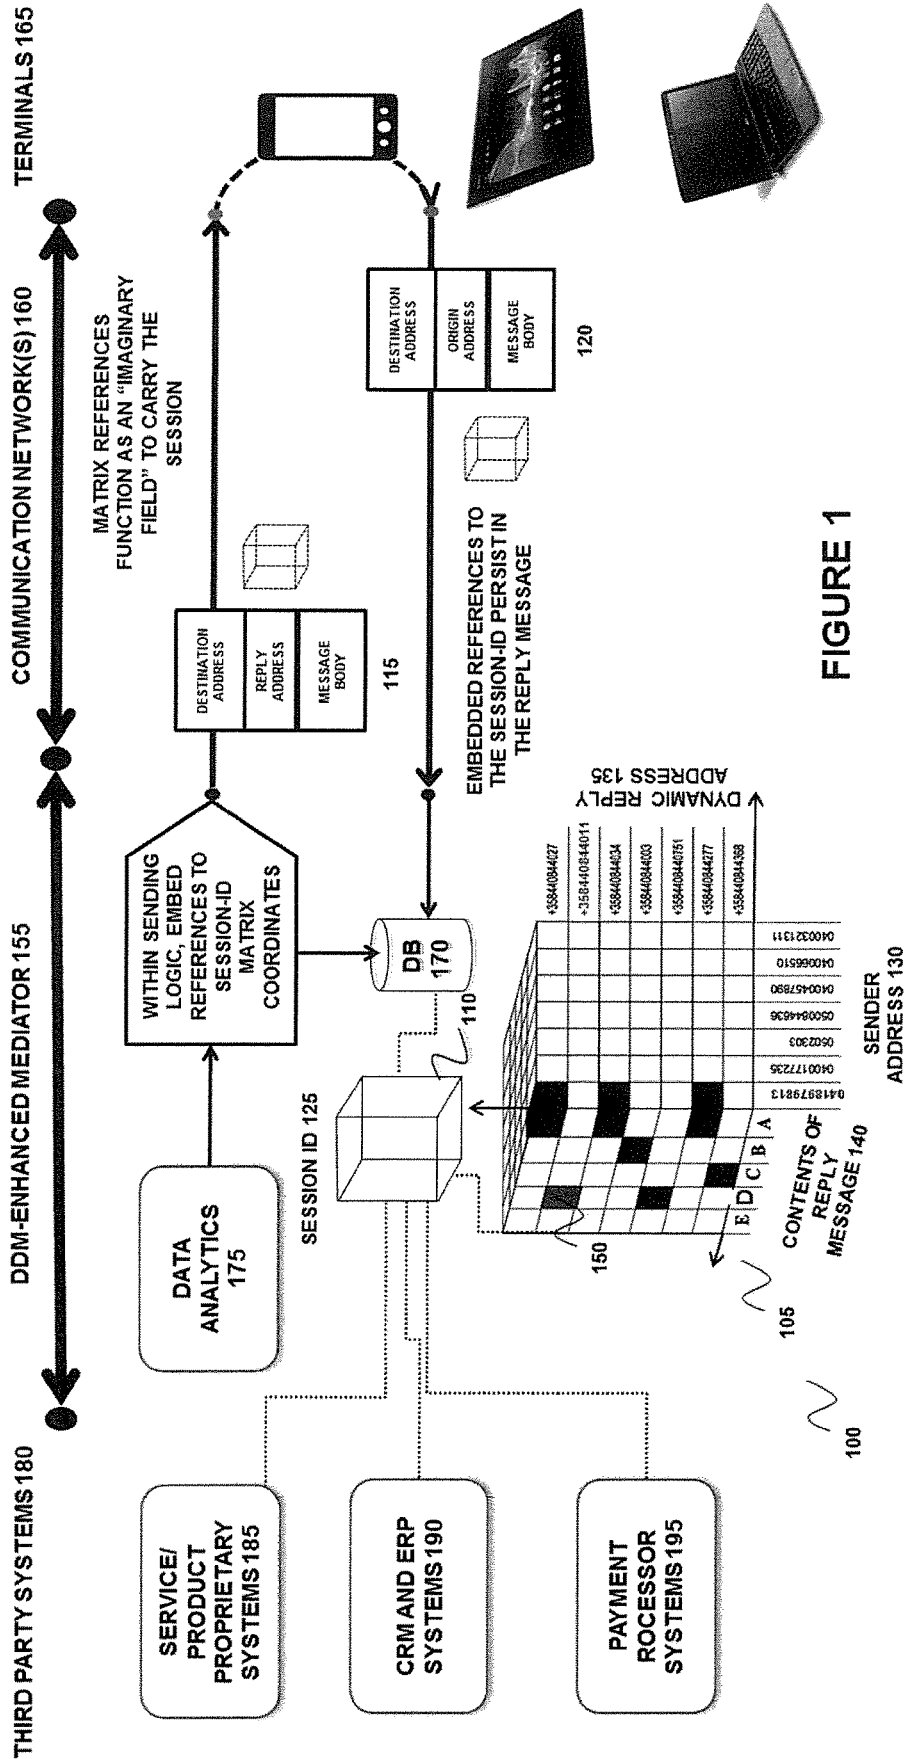 THIRD PARTY SYSTEMS 180
DDM-ENHANCED MEDIATOR 155
COMMUNICATION NETWORK(S) 160
TERMINALS 165
SERVICE/
PRODUCT
PROPRIETARY
SYSTEMS 185
CRM AND ERP
SYSTEMS 190
PAYMENT
ROCESSOR
SYSTEMS 195
DATA
ANALYTICS
175
WITHIN SENDING
LOGIC, EMBED
REFERENCES TO
SESSION-ID
MATRIX
COORDINATES
DESTINATION
ADDRESS
REPLY
ADDRESS
MESSAGE
BODY
115
MATRIX REFERENCES
FUNCTION AS AN "IMAGINARY
FIELD" TO CARRY THE
SESSION
DESTINATION
ADDRESS
ORIGIN
ADDRESS
MESSAGE
BODY
120
EMBEDDED REFERENCES TO
THE SESSION-ID PERSIST IN
THE REPLY MESSAGE
DB
170
SESSION ID 125
110
150
105
100
DYNAMIC REPLY
ADDRESS 135
+358440844027
+358440844011
+358440844034
+358440844003
+3584408440751
+358440844277
+358440844368
0418979813
0400177235
0502303
0500844636
0400457890
040066510
0400321311
SENDER
ADDRESS 130
A
B
C
D
E
CONTENTS OF
REPLY
MESSAGE 140
FIGURE 1